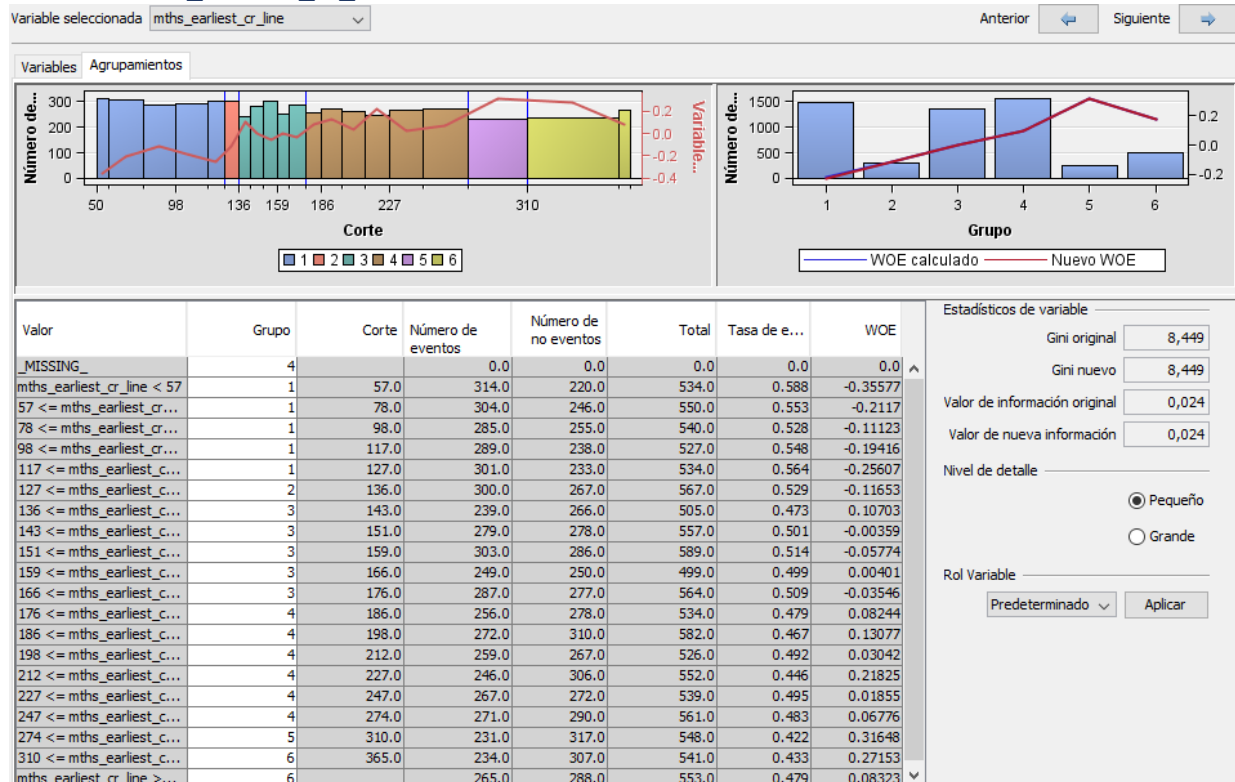 Variable seleccionada mths_earliest_cr_line Anterior Siguiente
Variables Agrupamientos
Número de...
300
200
100
0
0.2
0.0
-0.2
-0.4
Variable...
50 98 136 159 186 227 310
Corte
1 2 3 4 5 6
Número de...
1500
1000
500
0
0.2
0.0
-0.2
1 2 3 4 5 6
Grupo
WOE calculado Nuevo WOE
Valor Grupo Corte Número de eventos Número de no eventos Total Tasa de e... WOE
_MISSING_ 4 0.0 0.0 0.0 0.0 0.0
mths_earliest_cr_line < 57 1 57.0 314.0 220.0 534.0 0.588 -0.35577
57 <= mths_earliest_cr... 1 78.0 304.0 246.0 550.0 0.553 -0.2117
78 <= mths_earliest_cr... 1 98.0 285.0 255.0 540.0 0.528 -0.11123
98 <= mths_earliest_cr... 1 117.0 289.0 238.0 527.0 0.548 -0.19416
117 <= mths_earliest_c... 1 127.0 301.0 233.0 534.0 0.564 -0.25607
127 <= mths_earliest_c... 2 136.0 300.0 267.0 567.0 0.529 -0.11653
136 <= mths_earliest_c... 3 143.0 239.0 266.0 505.0 0.473 0.10703
143 <= mths_earliest_c... 3 151.0 279.0 278.0 557.0 0.501 -0.00359
151 <= mths_earliest_c... 3 159.0 303.0 286.0 589.0 0.514 -0.05774
159 <= mths_earliest_c... 3 166.0 249.0 250.0 499.0 0.499 0.00401
166 <= mths_earliest_c... 3 176.0 287.0 277.0 564.0 0.509 -0.03546
176 <= mths_earliest_c... 4 186.0 256.0 278.0 534.0 0.479 0.08244
186 <= mths_earliest_c... 4 198.0 272.0 310.0 582.0 0.467 0.13077
198 <= mths_earliest_c... 4 212.0 259.0 267.0 526.0 0.492 0.03042
212 <= mths_earliest_c... 4 227.0 246.0 306.0 552.0 0.446 0.21825
227 <= mths_earliest_c... 4 247.0 267.0 272.0 539.0 0.495 0.01855
247 <= mths_earliest_c... 4 274.0 271.0 290.0 561.0 0.483 0.06776
274 <= mths_earliest_c... 5 310.0 231.0 317.0 548.0 0.422 0.31648
310 <= mths_earliest_c... 6 365.0 234.0 307.0 541.0 0.433 0.27153
mths_earliest_cr_line >... 6 265.0 288.0 553.0 0.479 0.08323
Estadísticos de variable
Gini original 8,449
Gini nuevo 8,449
Valor de información original 0,024
Valor de nueva información 0,024
Nivel de detalle
Pequeño
Grande
Rol Variable
Predeterminado Aplicar